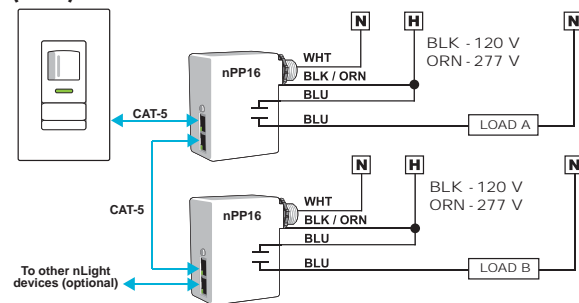 N H N
BLK - 120 V
ORN - 277 V
nPP16
WHT
BLK / ORN
BLU
BLU
LOAD A
CAT-5
N H N
BLK - 120 V
ORN - 277 V
nPP16
WHT
BLK / ORN
BLU
BLU
LOAD B
CAT-5
To other nLight
devices (optional)